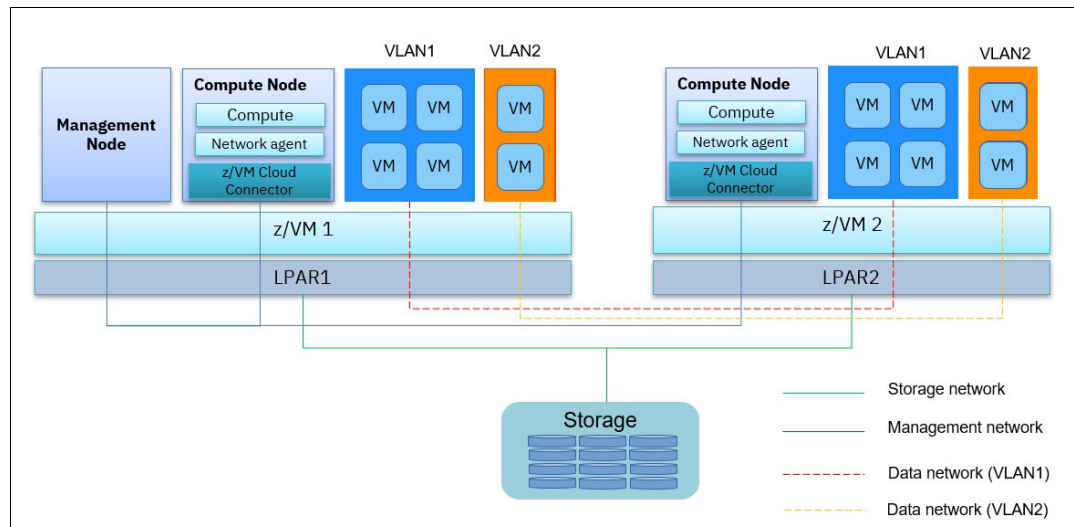 VLAN1
VLAN2
Management
Node
Compute Node
Compute
Network agent
z/VM Cloud
Connector
VM
VM
VM
VM
VM
VM
z/VM 1
LPAR1
VLAN1
VLAN2
Compute Node
Compute
Network agent
z/VM Cloud
Connector
VM
VM
VM
VM
VM
VM
z/VM 2
LPAR2
Storage
Storage network
Management network
Data network (VLAN1)
Data network (VLAN2)